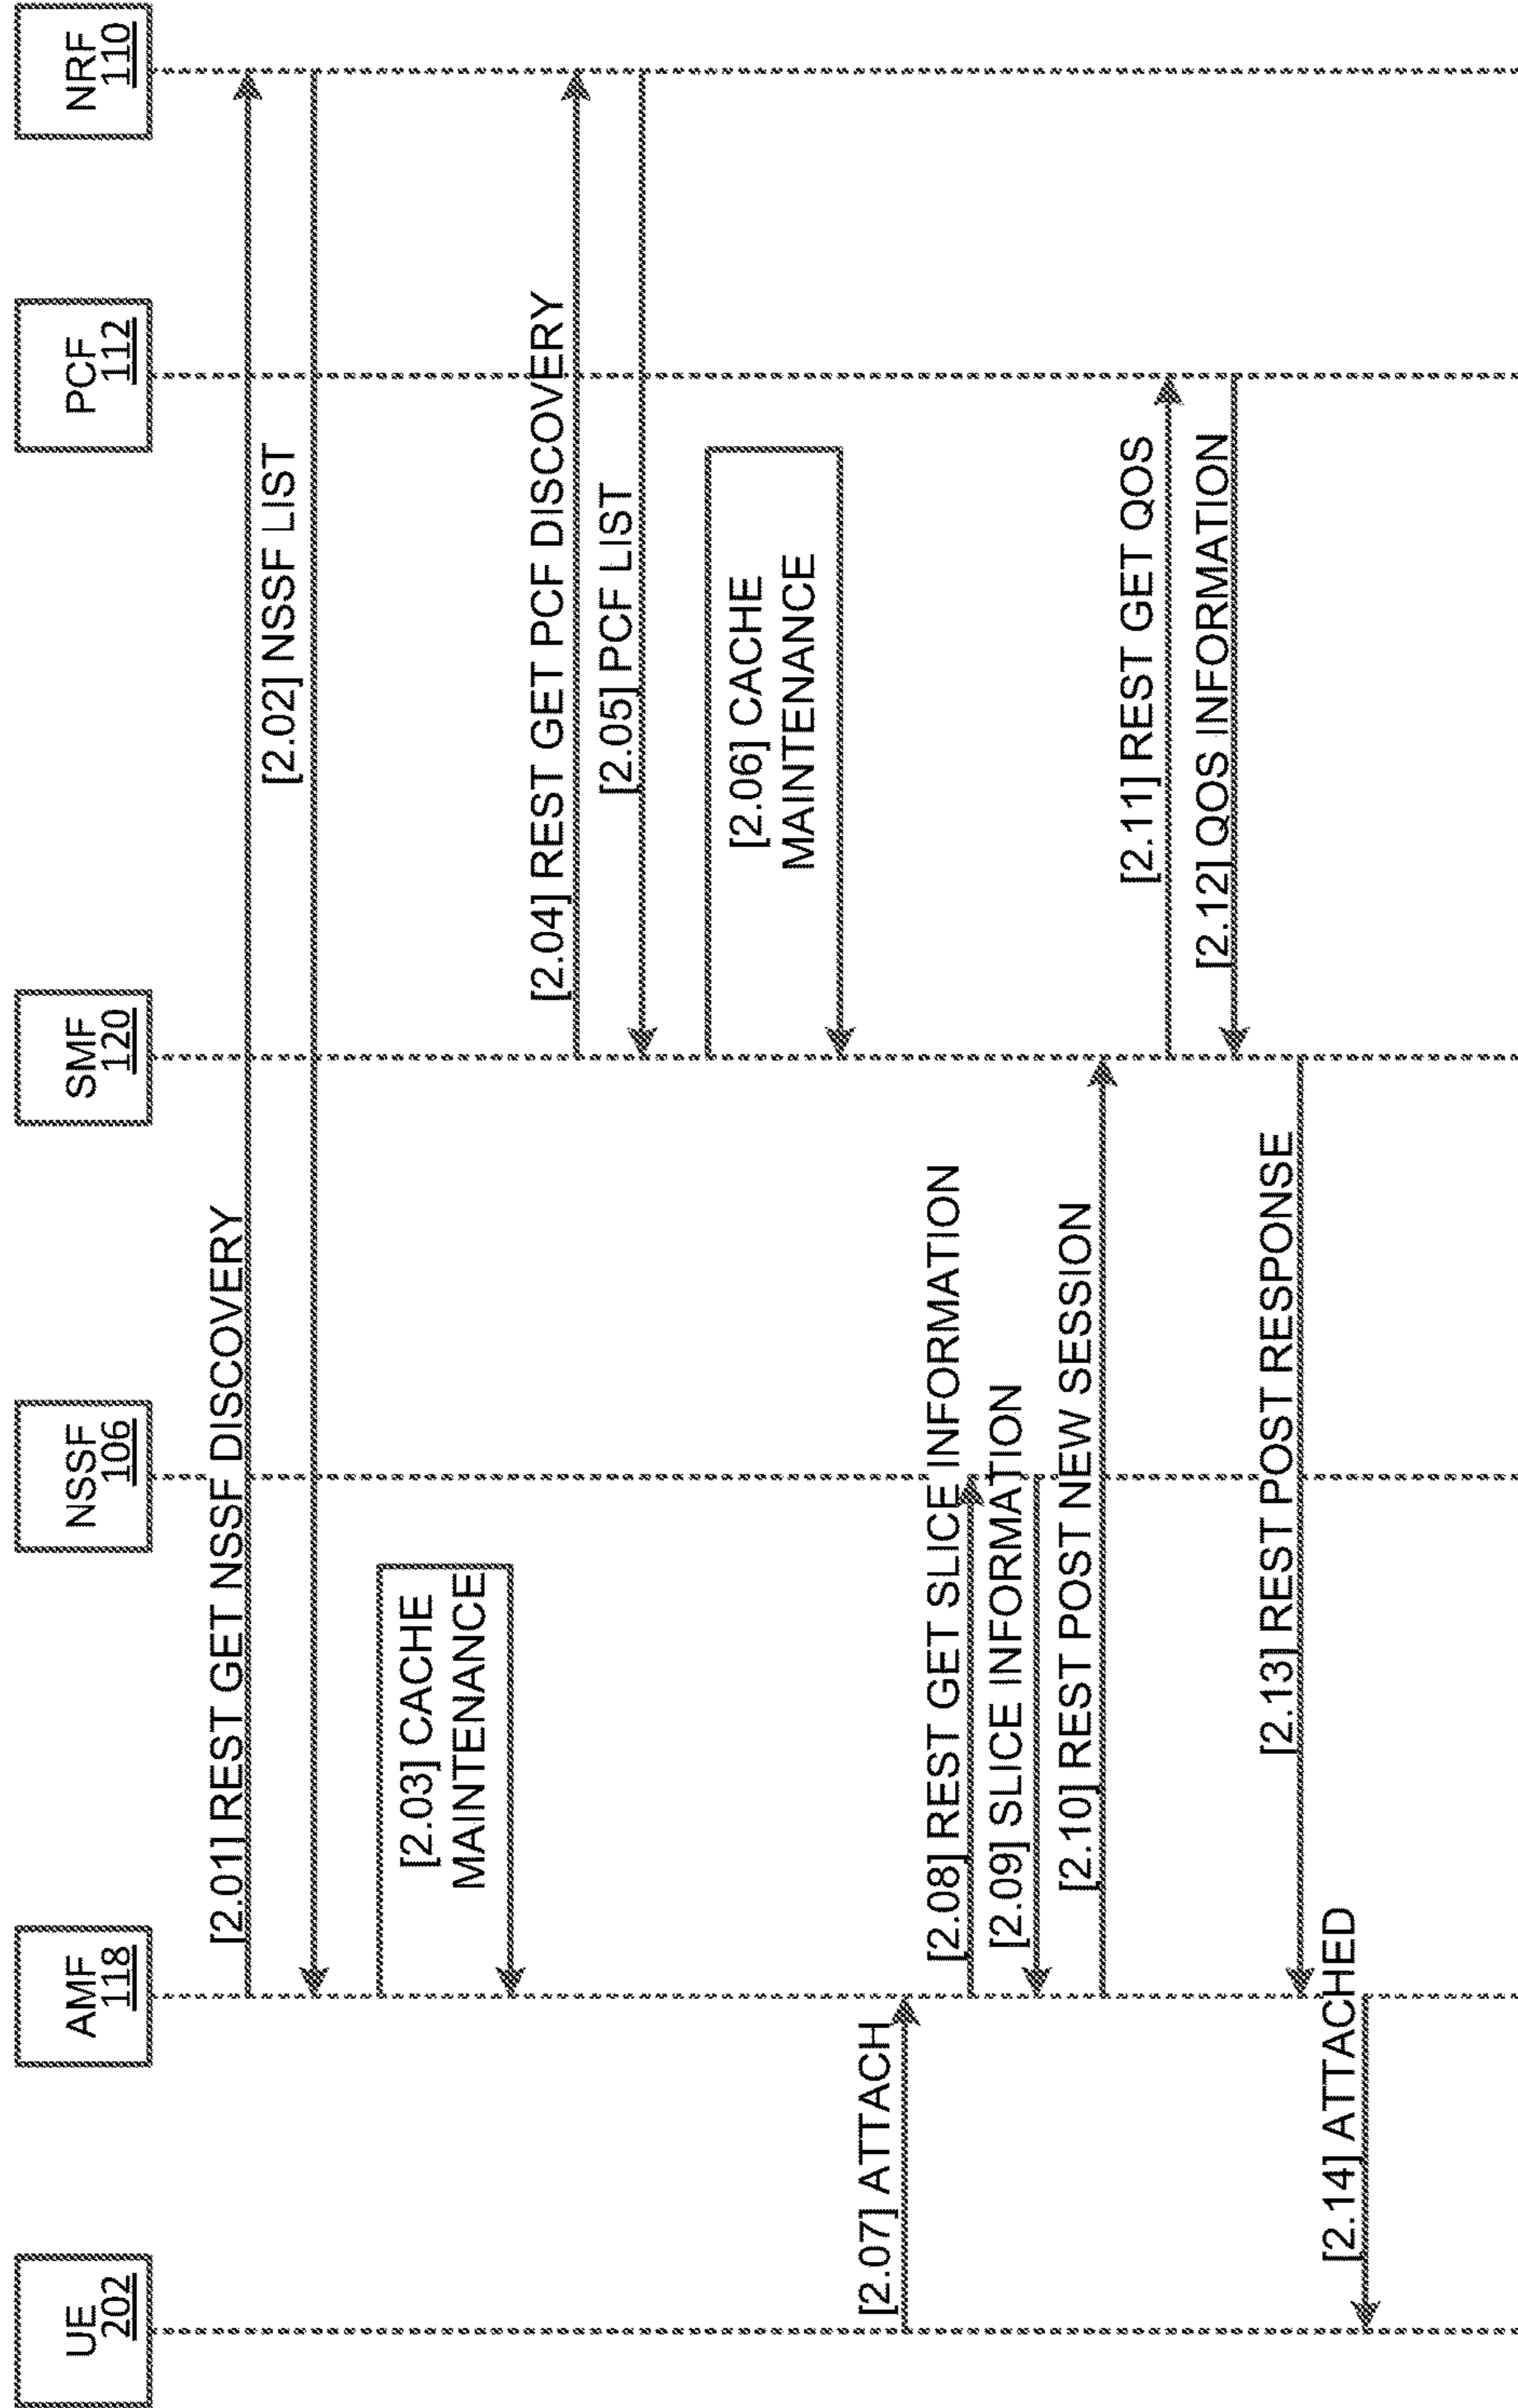 UE
202
AMF
118
NSSF
106
SMF
120
PCF
112
NRF
110
[2.01] REST GET NSSF DISCOVERY
[2.02] NSSF LIST
[2.03] CACHE
MAINTENANCE
[2.04] REST GET PCF DISCOVERY
[2.05] PCF LIST
[2.06] CACHE
MAINTENANCE
[2.07] ATTACH
[2.08] REST GET SLICE INFORMATION
[2.09] SLICE INFORMATION
[2.10] REST POST NEW SESSION
[2.11] REST GET QOS
[2.12] QOS INFORMATION
[2.13] REST POST RESPONSE
[2.14] ATTACHED